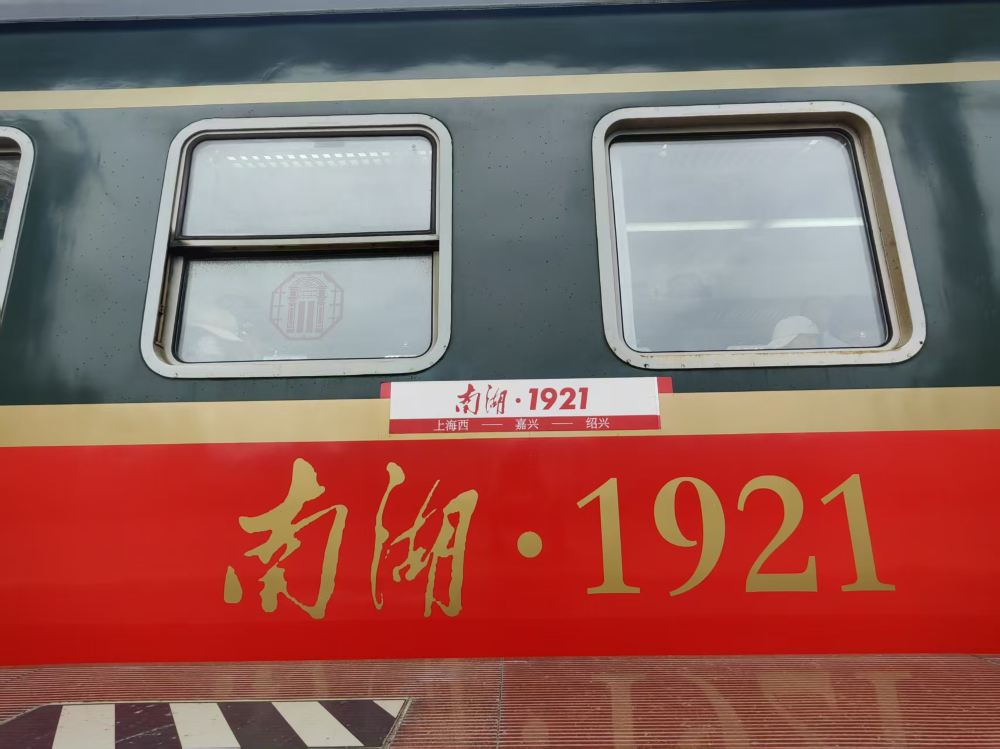 南湖·1921
上海西 — 嘉兴 — 绍兴
南湖·1921